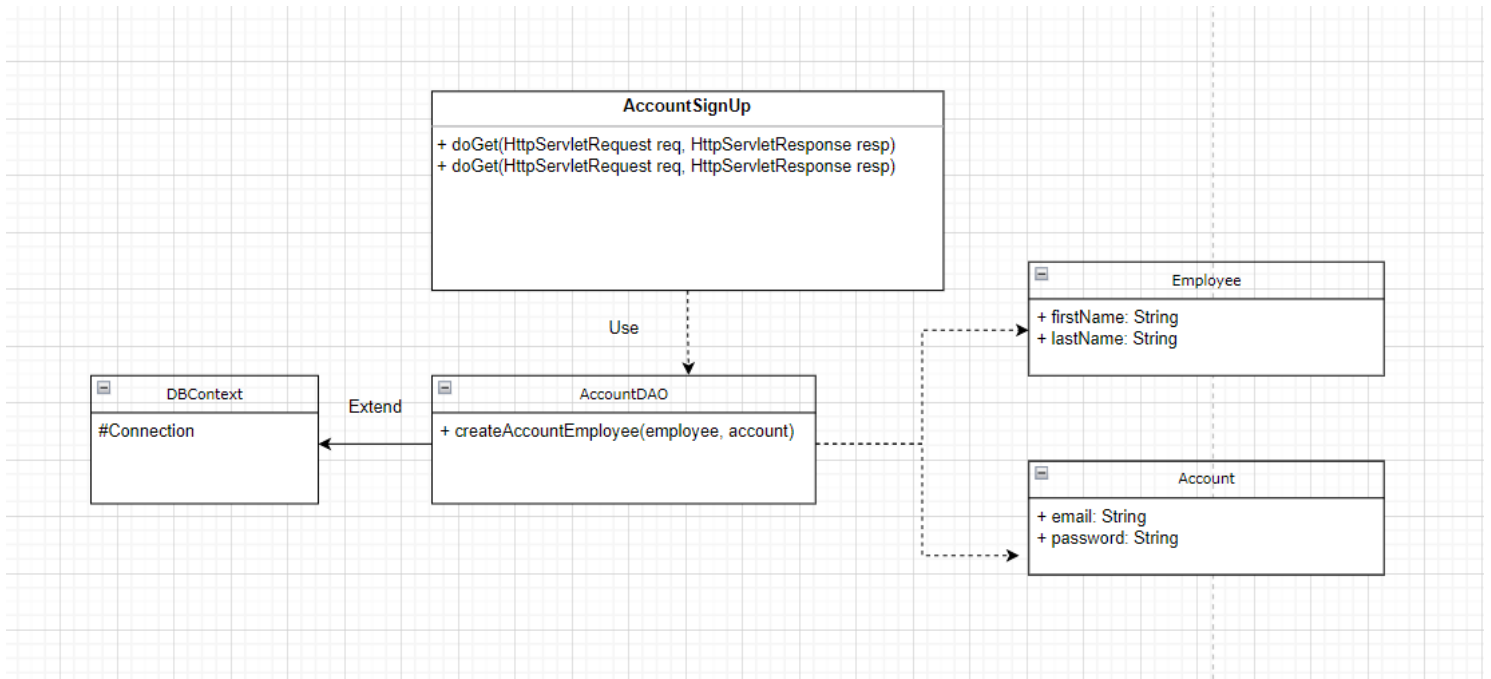 AccountSignUp
+ doGet(HttpServletRequest req, HttpServletResponse resp)
+ doGet(HttpServletRequest req, HttpServletResponse resp)
Use
Employee
+ firstName: String
+ lastName: String
DBContext
#Connection
Extend
AccountDAO
+ createAccountEmployee(employee, account)
Account
+ email: String
+ password: String